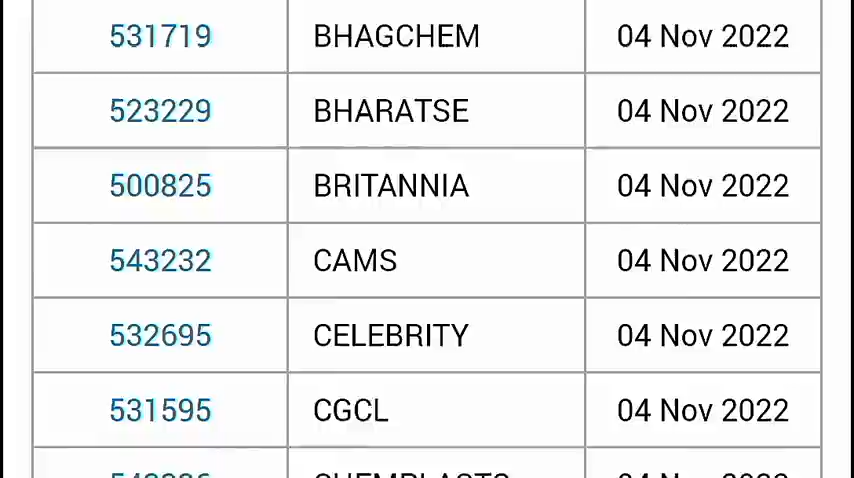 531719 BHAGCHEM 04 Nov 2022
523229 BHARATSE 04 Nov 2022
500825 BRITANNIA 04 Nov 2022
543232 CAMS 04 Nov 2022
532695 CELEBRITY 04 Nov 2022
531595 CGCL 04 Nov 2022